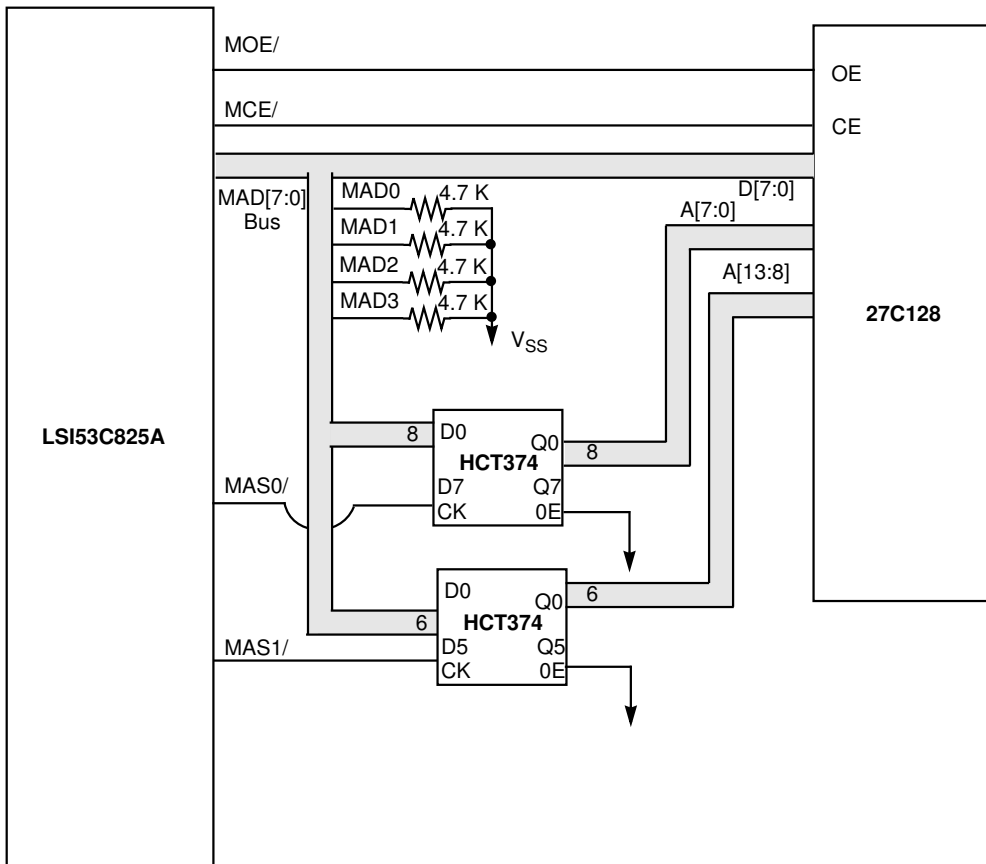 MOE/
OE
MCE/
CE
MAD[7:0]
Bus
MAD0
4.7 K
MAD1
4.7 K
MAD2
4.7 K
MAD3
4.7 K
VSS
D[7:0]
A[7:0]
A[13:8]
27C128
LSI53C825A
8
D0
Q0
8
HCT374
D7
Q7
CK
0E
MAS0/
D0
Q0
6
6
HCT374
D5
Q5
CK
0E
MAS1/